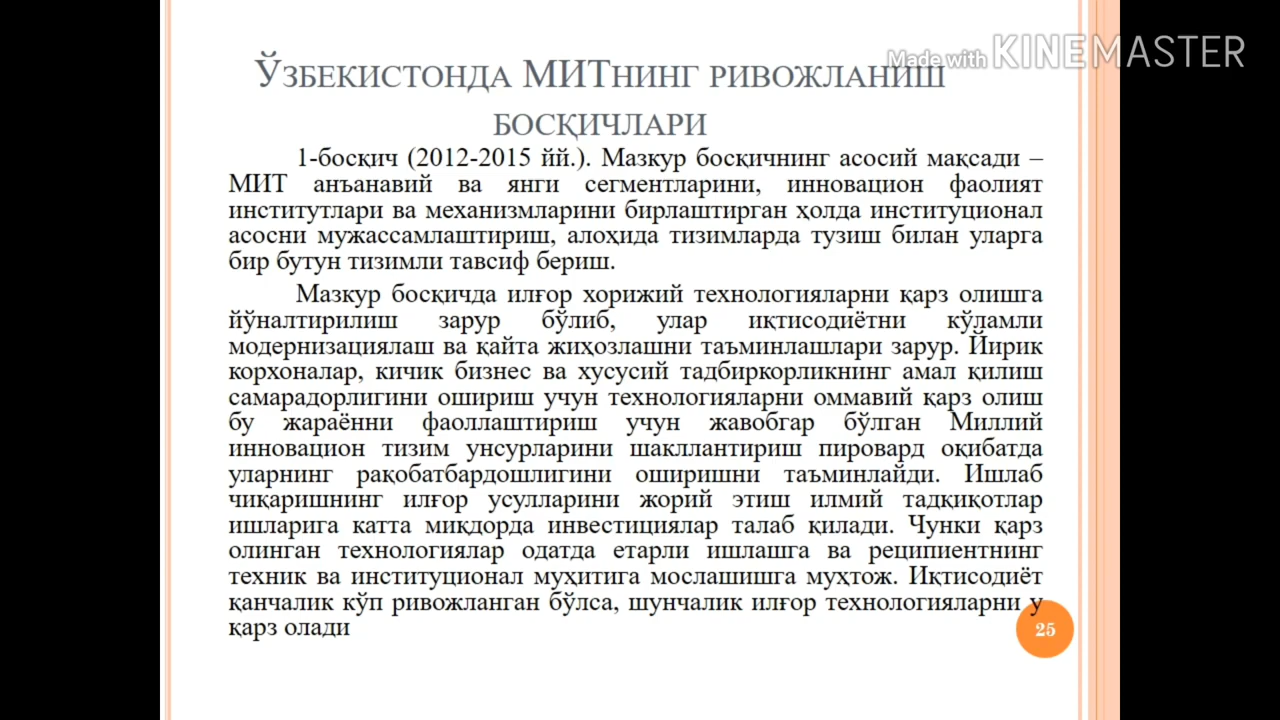 Made with KINEMASTER
ЎЗБЕКИСТОНДА МИТНИНГ РИВОЖЛАНИШ
БОСҚИЧЛАРИ
1-босқич (2012-2015 йй.). Мазкур босқичнинг асосий мақсади –
МИТ анъанавий ва янги сегментларини, инновацион фаолият
институтлари ва механизмларини бирлаштирган ҳолда институционал
асосни мужассамлаштириш, алоҳида тизимларда тузиш билан уларга
бир бутун тизимли тавсиф бериш.
Мазкур босқичда илғор хорижий технологияларни қарз олишга
йўналтирилиш зарур бўлиб, улар иқтисодиётни кўламли
модернизациялаш ва қайта жиҳозлашни таъминлашлари зарур. Йирик
корхоналар, кичик бизнес ва хусусий тадбиркорликнинг амал қилиш
самарадорлигини ошириш учун технологияларни оммавий қарз олиш
бу жараённи фаоллаштириш учун жавобгар бўлган Миллий
инновацион тизим унсурларини шакллантириш пировард оқибатда
уларнинг рақобатбардошлигини оширишни таъминлайди. Ишлаб
чиқаришнинг илғор усулларини жорий этиш илмий тадқиқотлар
ишларига катта миқдорда инвестициялар талаб қилади. Чунки қарз
олинган технологиялар одатда етарли ишлашга ва реципиентнинг
техник ва институционал муҳитига мослашишга муҳтож. Иқтисодиёт
қанчалик кўп ривожланган бўлса, шунчалик илғор технологияларни у
қарз олади
25